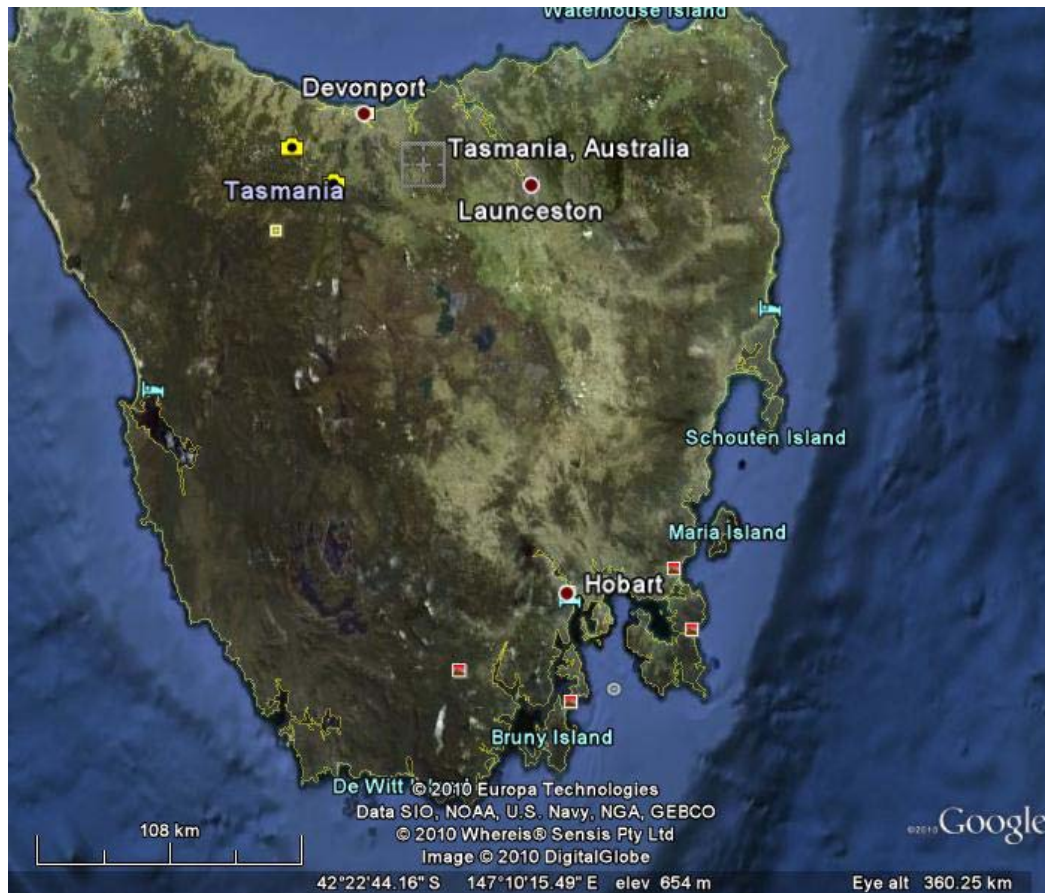 Waterhouse Island
Devonport
Tasmania, Australia
Tasmania
Launceston
Schouten Island
Maria Island
Hobart
Bruny Island
De Witt
© 2010 Europa Technologies
Data SIO, NOAA, U.S. Navy, NGA, GEBCO
© 2010 Whereis® Sensis Pty Ltd
Image © 2010 DigitalGlobe
©2010 Google
108 km
42°22'44.16" S 147°10'15.49" E elev 654 m Eye alt 360.25 km